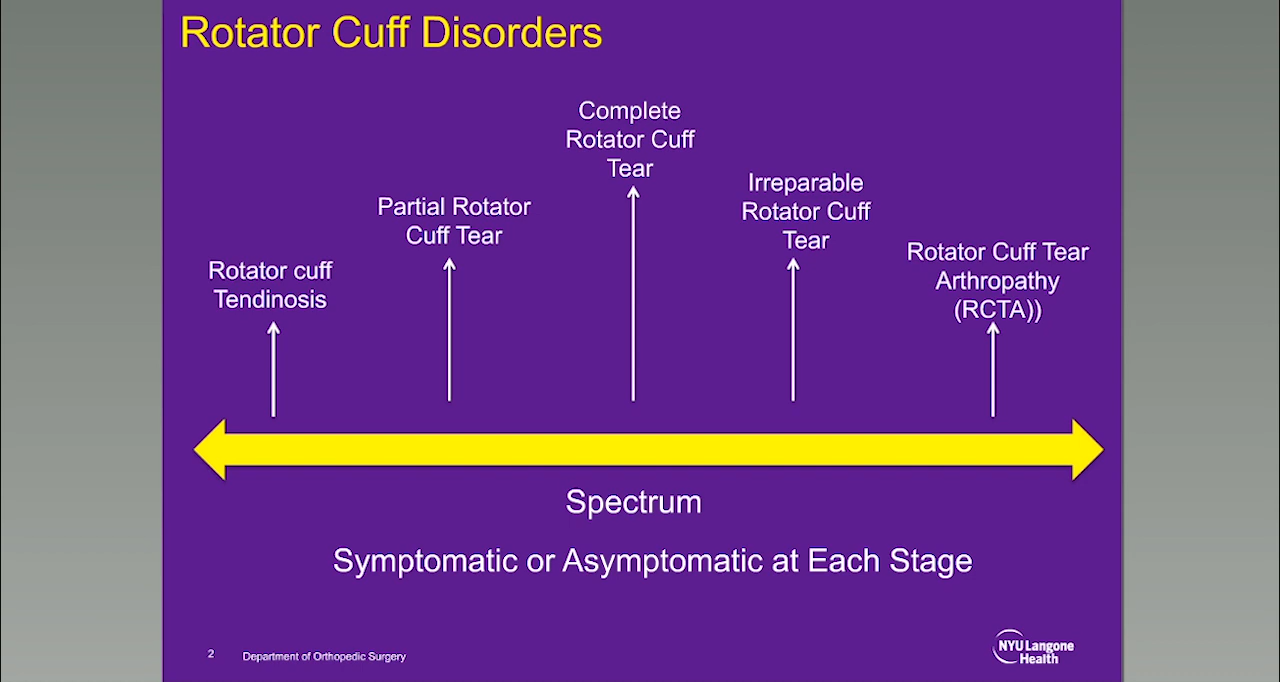 Rotator Cuff Disorders
Complete
Rotator Cuff
Tear
Irreparable
Rotator Cuff
Tear
Partial Rotator
Cuff Tear
Rotator Cuff Tear
Arthropathy
(RCTA))
Rotator cuff
Tendinosis
Spectrum
Symptomatic or Asymptomatic at Each Stage
2
Department of Orthopedic Surgery
NYU Langone
Health